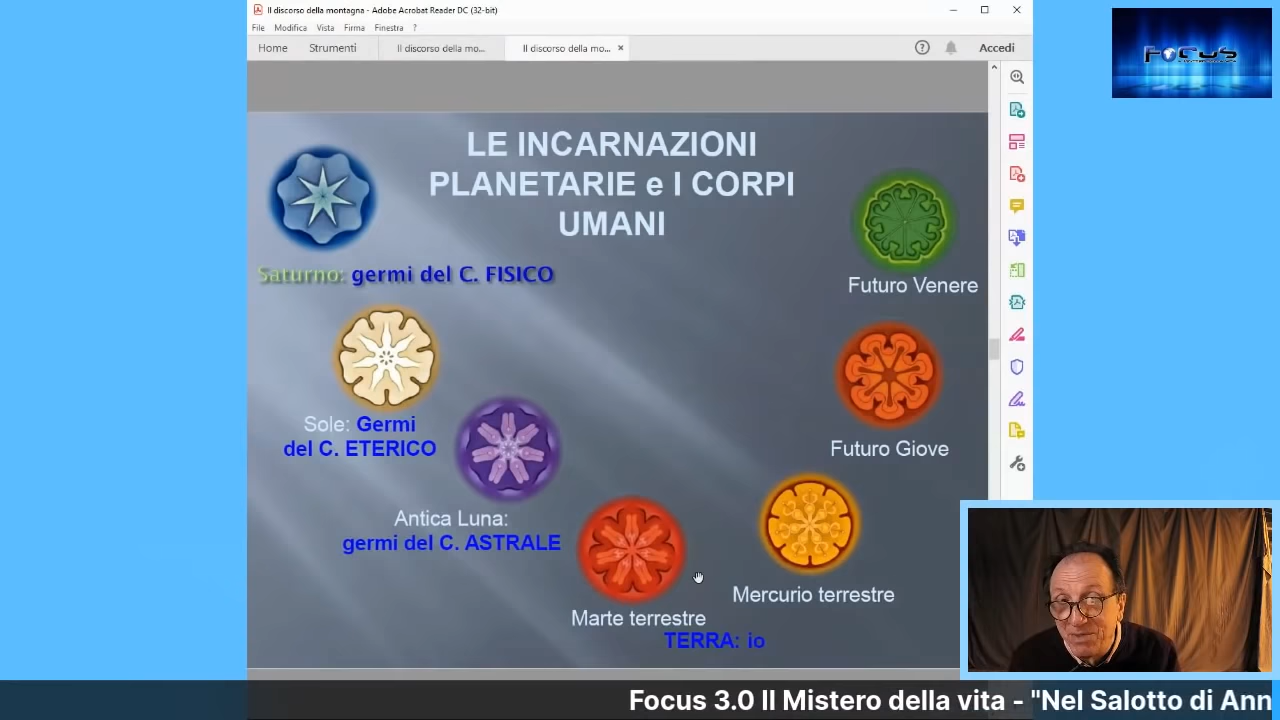 Il discorso della montagna - Adobe Acrobat Reader DC (32-bit)
File Modifica Vista Firma Finestra ?
Home Strumenti Il discorso della mo... Il discorso della mo... × Accedi
FOCUS
LE INCARNAZIONI
PLANETARIE e I CORPI
UMANI
Saturno: germi del C. FISICO
Futuro Venere
Sole: Germi
del C. ETERICO
Futuro Giove
Antica Luna:
germi del C. ASTRALE
Mercurio terrestre
Marte terrestre
TERRA: io
Focus 3.0 Il Mistero della vita - "Nel Salotto di Ann